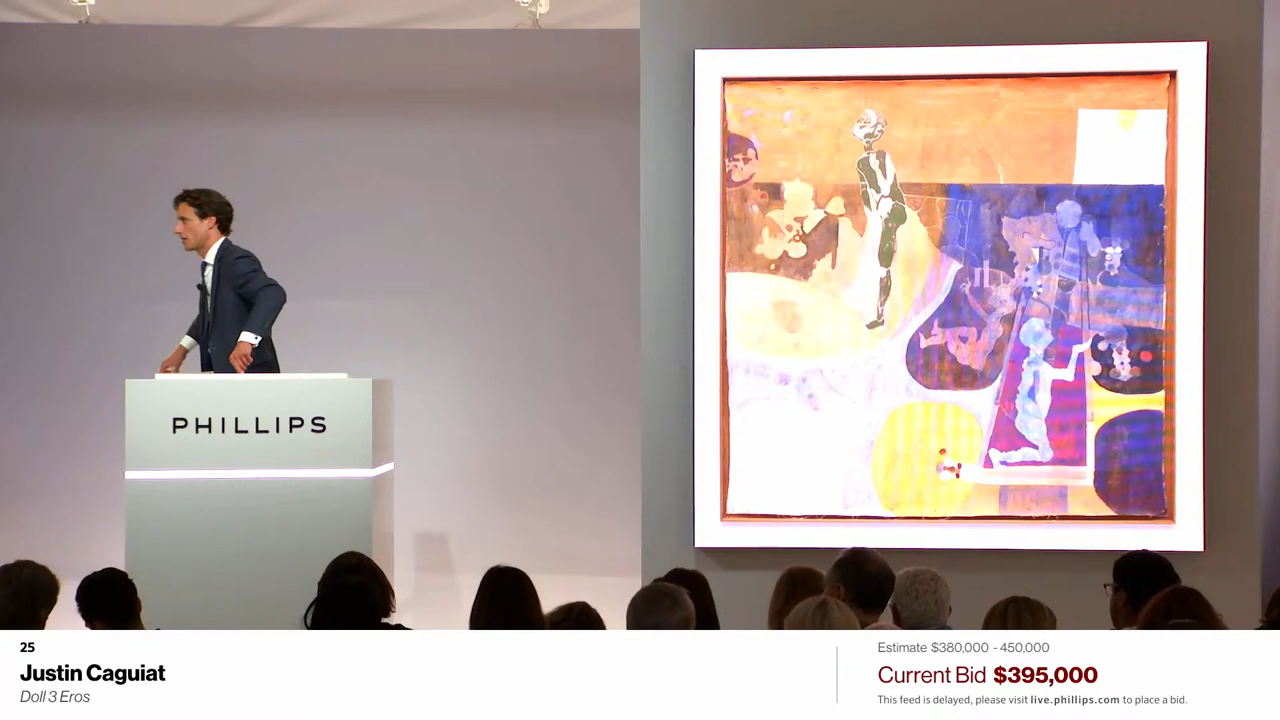 PHILLIPS
25
Justin Caguiat
Doll 3 Eros
Estimate $380,000 - 450,000
Current Bid $395,000
This feed is delayed, please visit live.phillips.com to place a bid.